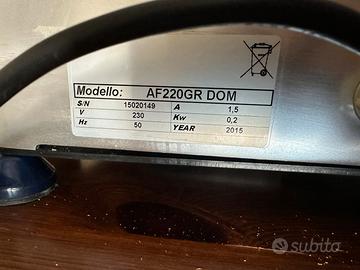 Modello: AF220GR DOM
S/N 15020149 A 1,5
V 230 Kw 0,2
Hz 50 YEAR 2015
subito